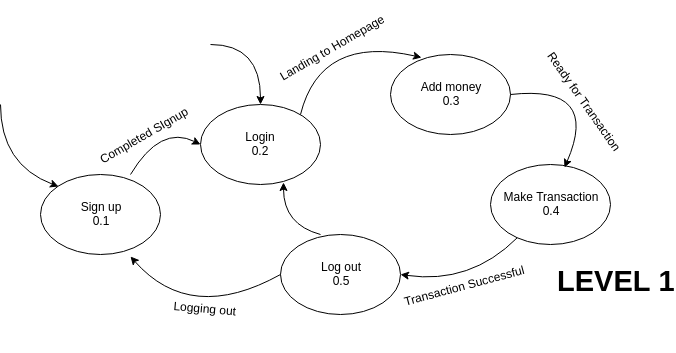 Landing to Homepage
Ready for Transaction
Add money
0.3
Completed SIgnup
Login
0.2
Make Transaction
0.4
Sign up
0.1
Log out
0.5
Transaction Successful
LEVEL 1
Logging out